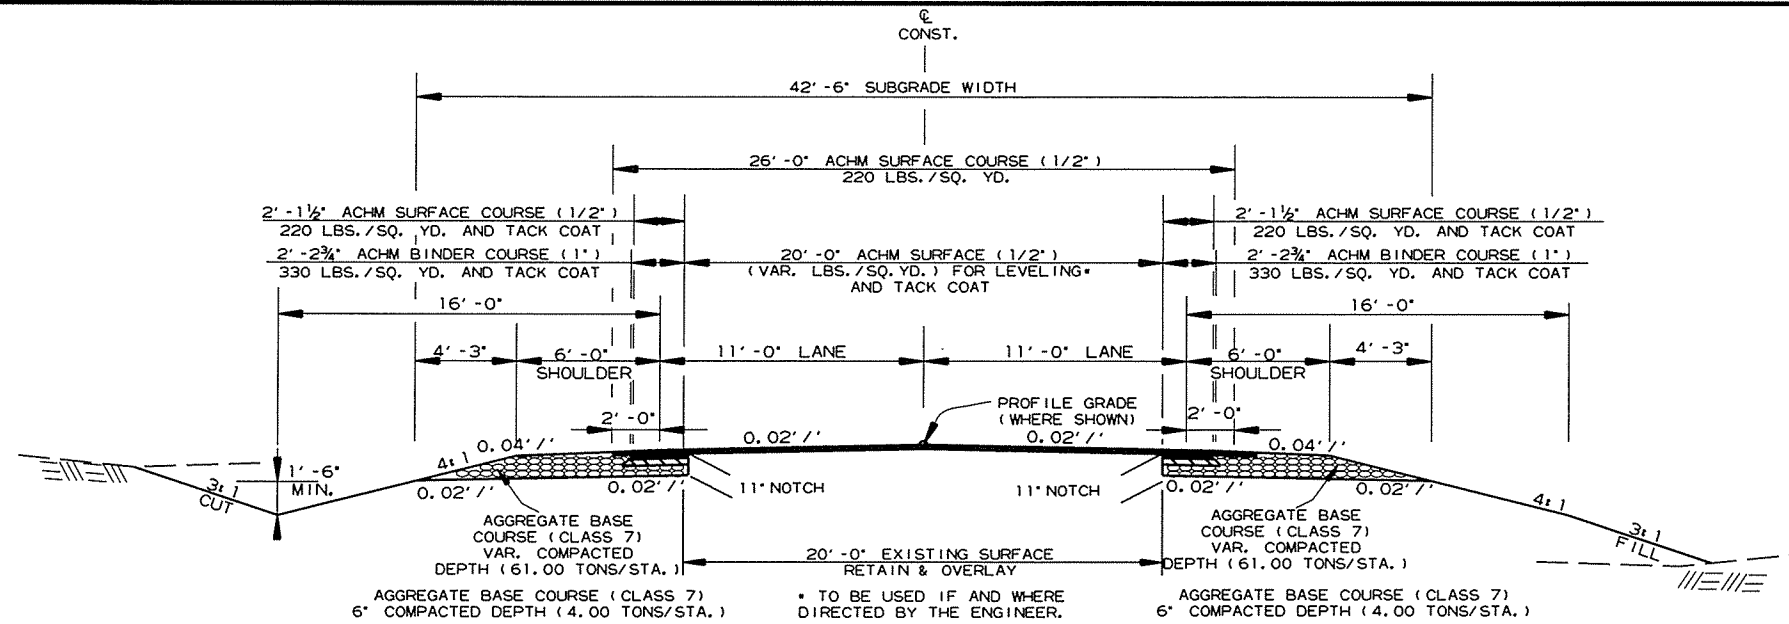 ℄
CONST.
42'-6" SUBGRADE WIDTH
26'-0" ACHM SURFACE COURSE (1/2")
220 LBS./SQ. YD.
2'-1½" ACHM SURFACE COURSE (1/2")
220 LBS./SQ. YD. AND TACK COAT
2'-1½" ACHM SURFACE COURSE (1/2")
220 LBS./SQ. YD. AND TACK COAT
2'-2¾" ACHM BINDER COURSE (1")
330 LBS./SQ. YD. AND TACK COAT
20'-0" ACHM SURFACE (1/2")
(VAR. LBS./SQ.YD.) FOR LEVELING*
AND TACK COAT
2'-2¾" ACHM BINDER COURSE (1")
330 LBS./SQ. YD. AND TACK COAT
16'-0"
16'-0"
4'-3"
6'-0"
SHOULDER
11'-0" LANE
11'-0" LANE
6'-0"
SHOULDER
4'-3"
PROFILE GRADE
(WHERE SHOWN)
2'-0"
2'-0"
0.04'/'
0.02'/'
0.02'/'
0.04'/'
4:1
1'-6"
MIN.
3:1
CUT
0.02'/'
0.02'/'
11" NOTCH
11" NOTCH
0.02'/'
0.02'/'
4:1
3:1
FILL
AGGREGATE BASE
COURSE (CLASS 7)
VAR. COMPACTED
DEPTH (61.00 TONS/STA.)
20'-0" EXISTING SURFACE
RETAIN & OVERLAY
AGGREGATE BASE
COURSE (CLASS 7)
VAR. COMPACTED
DEPTH (61.00 TONS/STA.)
AGGREGATE BASE COURSE (CLASS 7)
6" COMPACTED DEPTH (4.00 TONS/STA.)
* TO BE USED IF AND WHERE
DIRECTED BY THE ENGINEER.
AGGREGATE BASE COURSE (CLASS 7)
6" COMPACTED DEPTH (4.00 TONS/STA.)